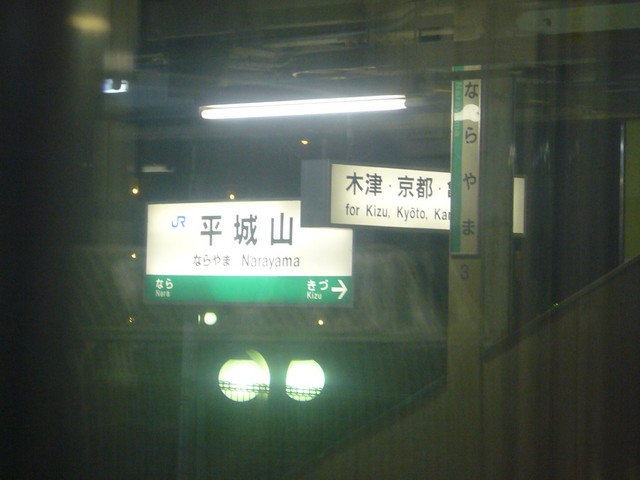 JR 平城山
ならやま Narayama
なら きづ
Nara Kizu
木津・京都・
for Kizu, Kyōto,
ならやま
3